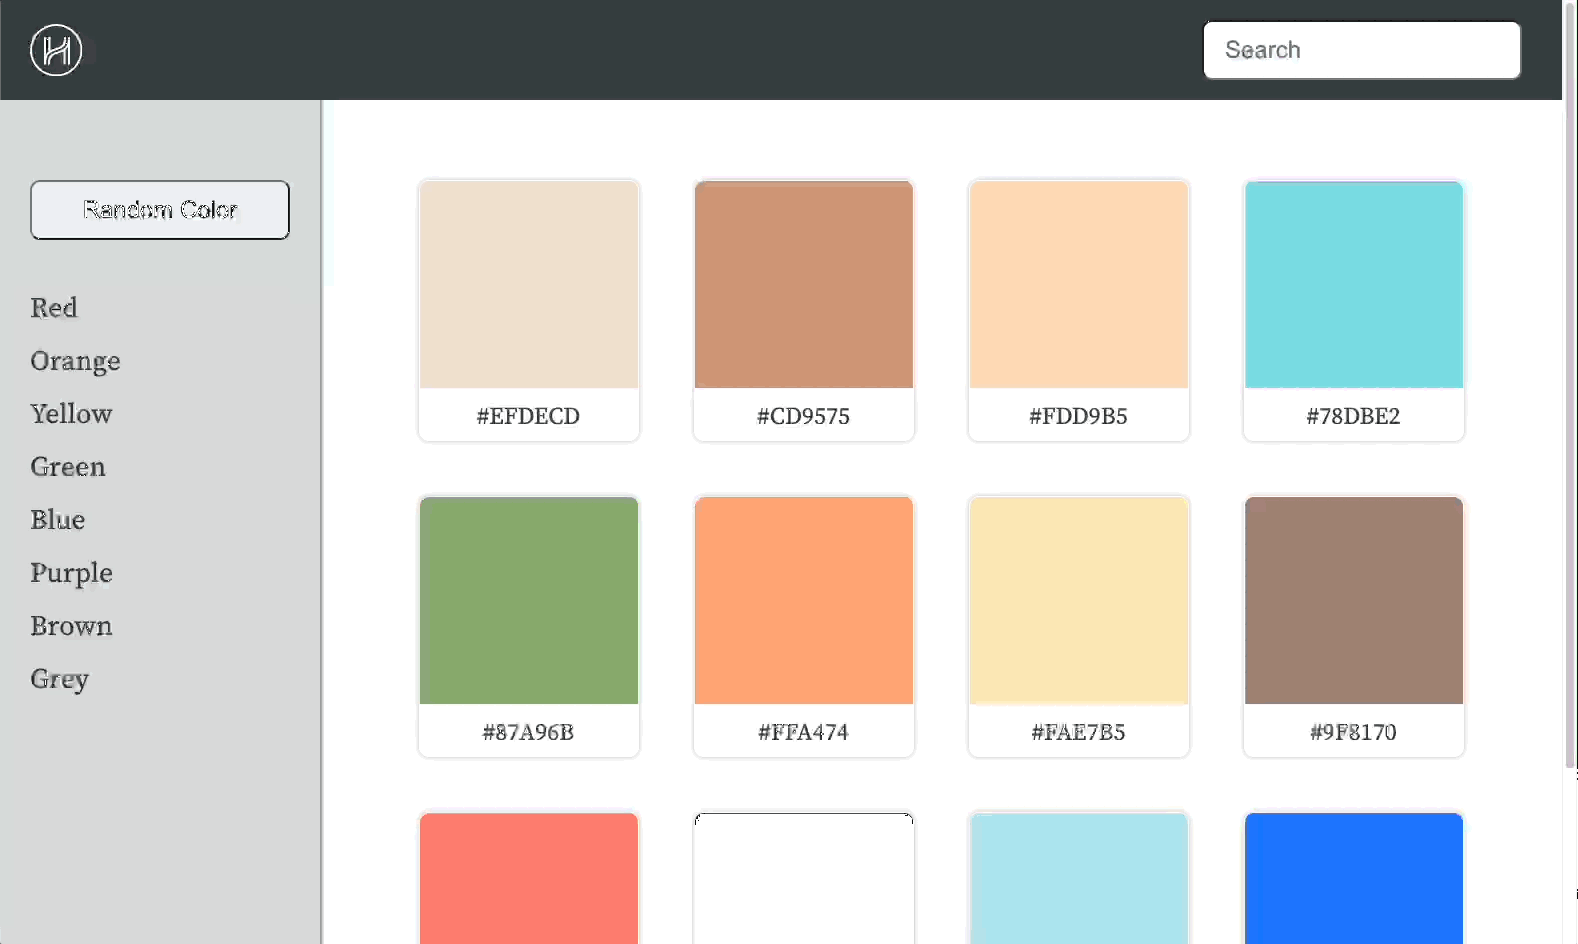 Search
Random Color
Red
Orange
Yellow
Green
Blue
Purple
Brown
Grey
#EFDECD
#CD9575
#FDD9B5
#78DBE2
#87A96B
#FFA474
#FAE7B5
#9F8170